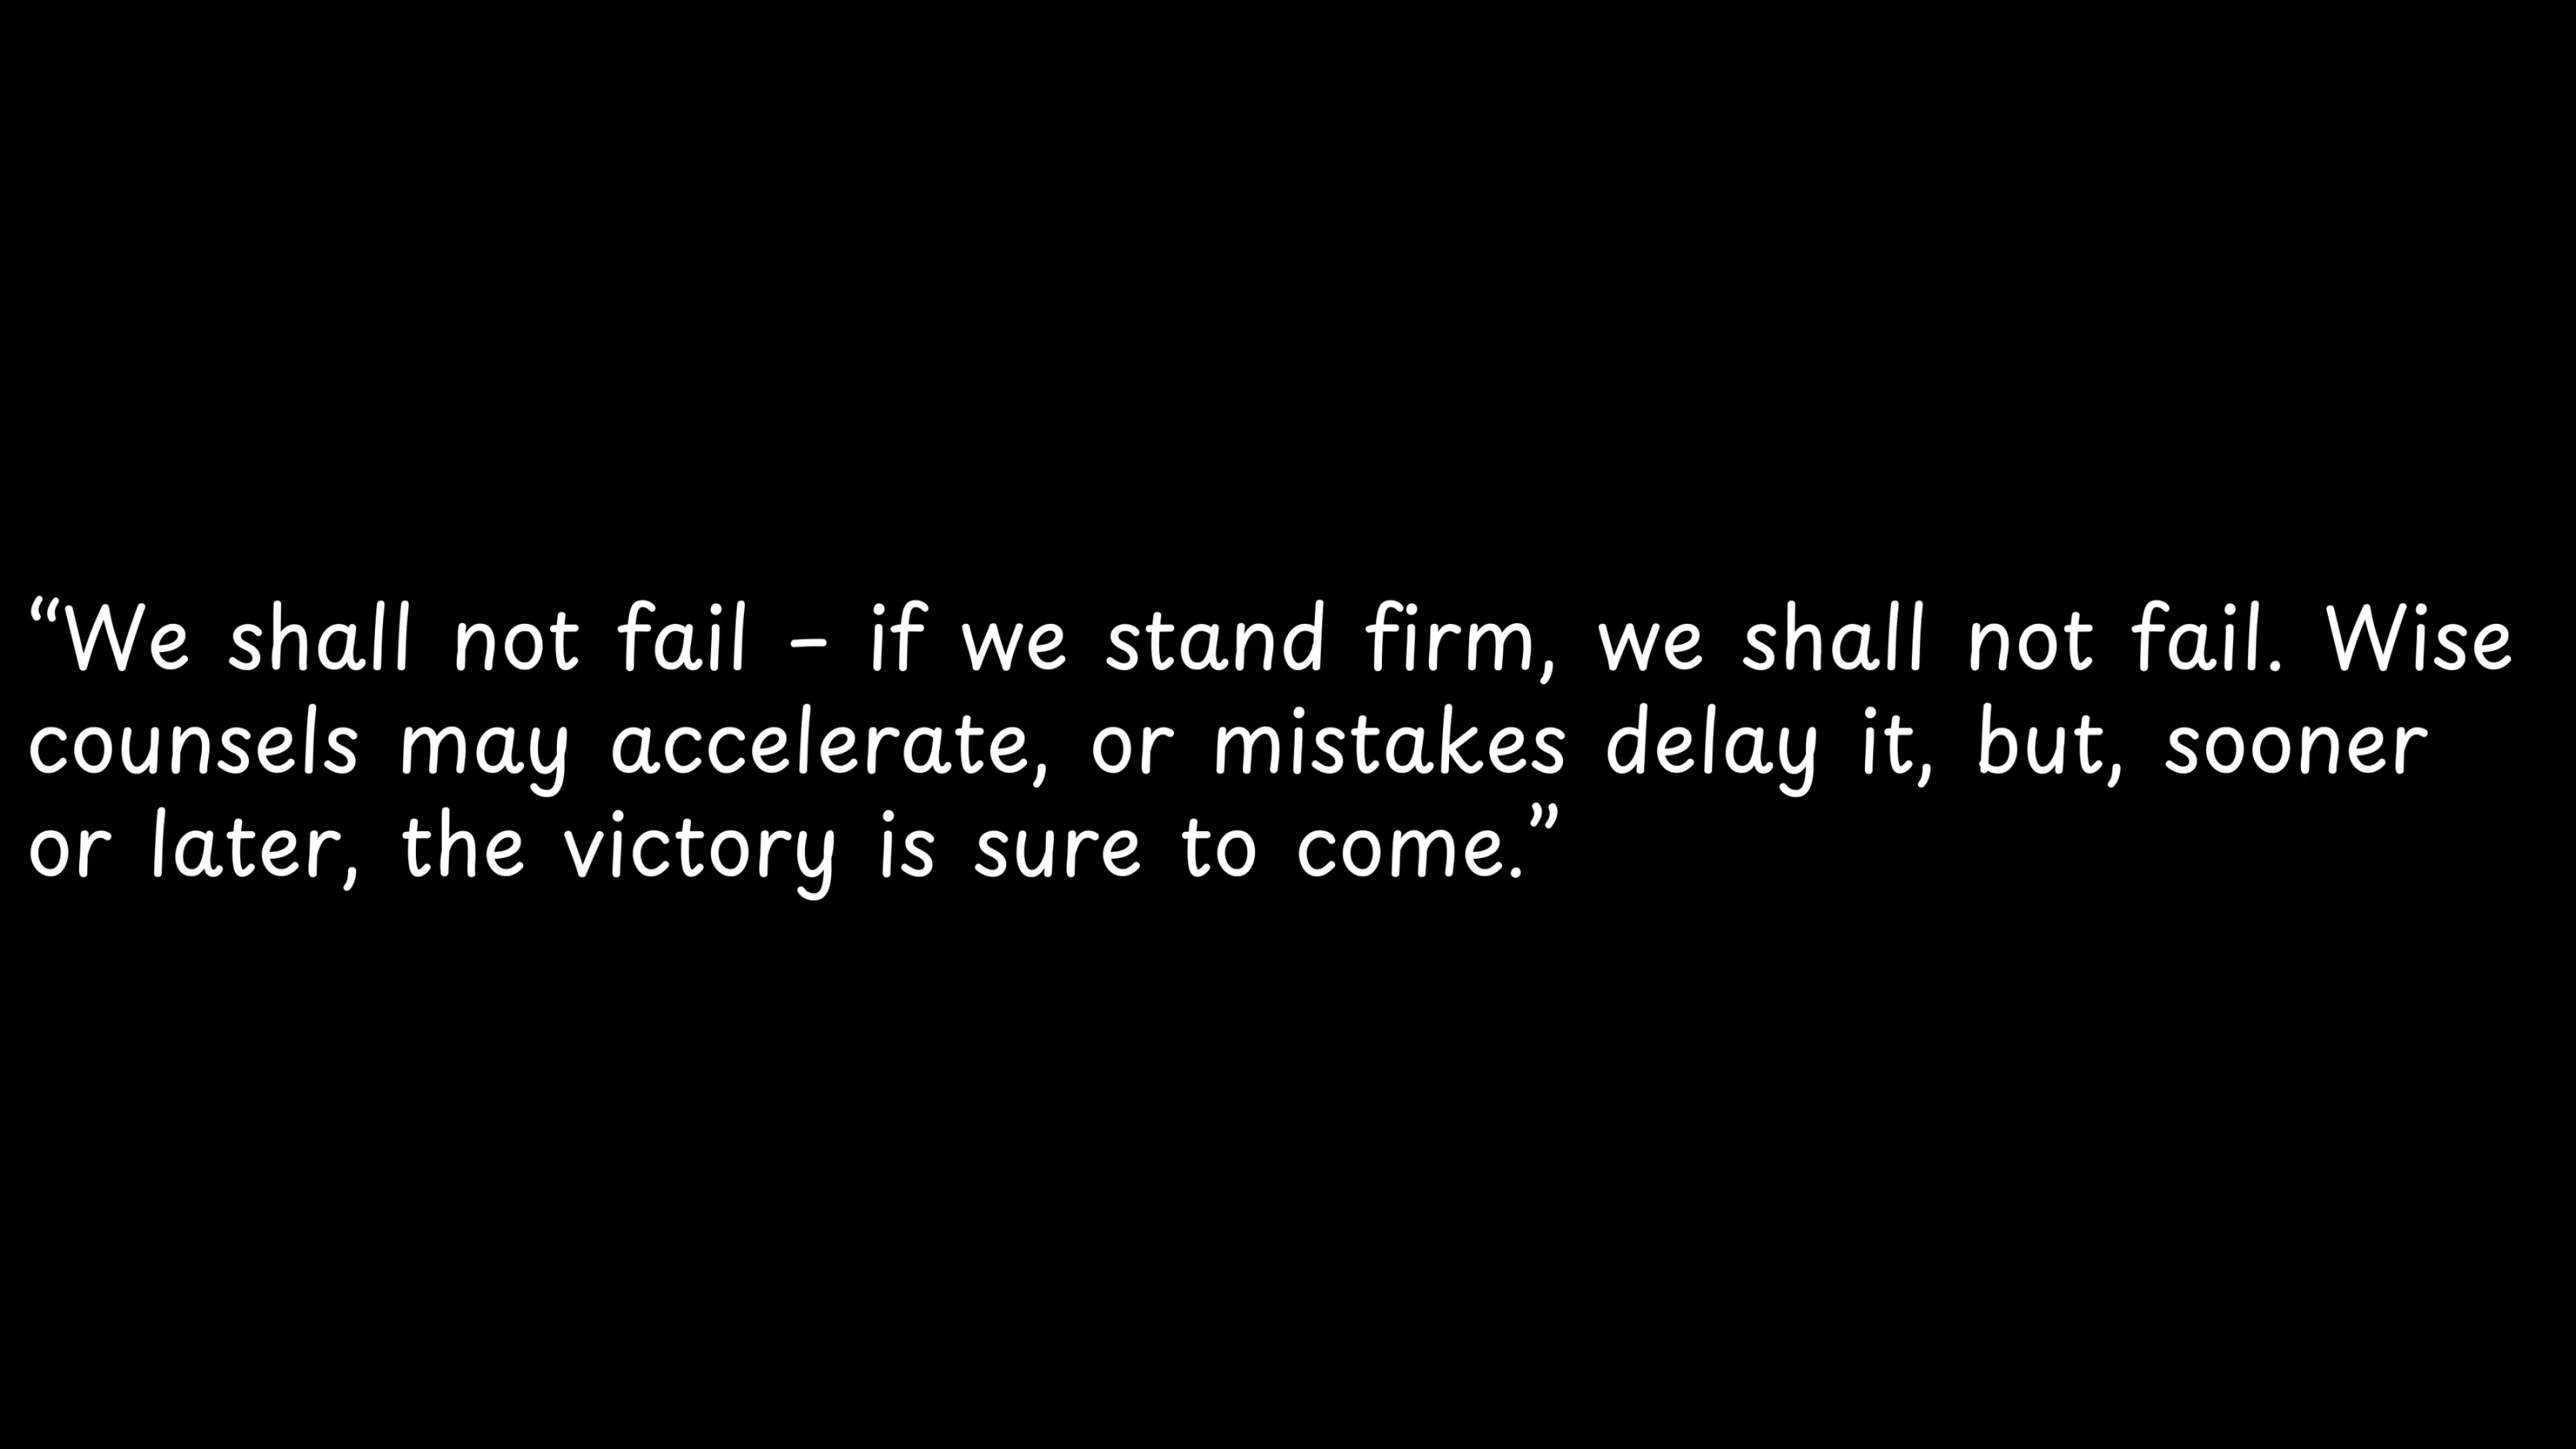 “We shall not fail – if we stand firm, we shall not fail. Wise
counsels may accelerate, or mistakes delay it, but, sooner
or later, the victory is sure to come.”